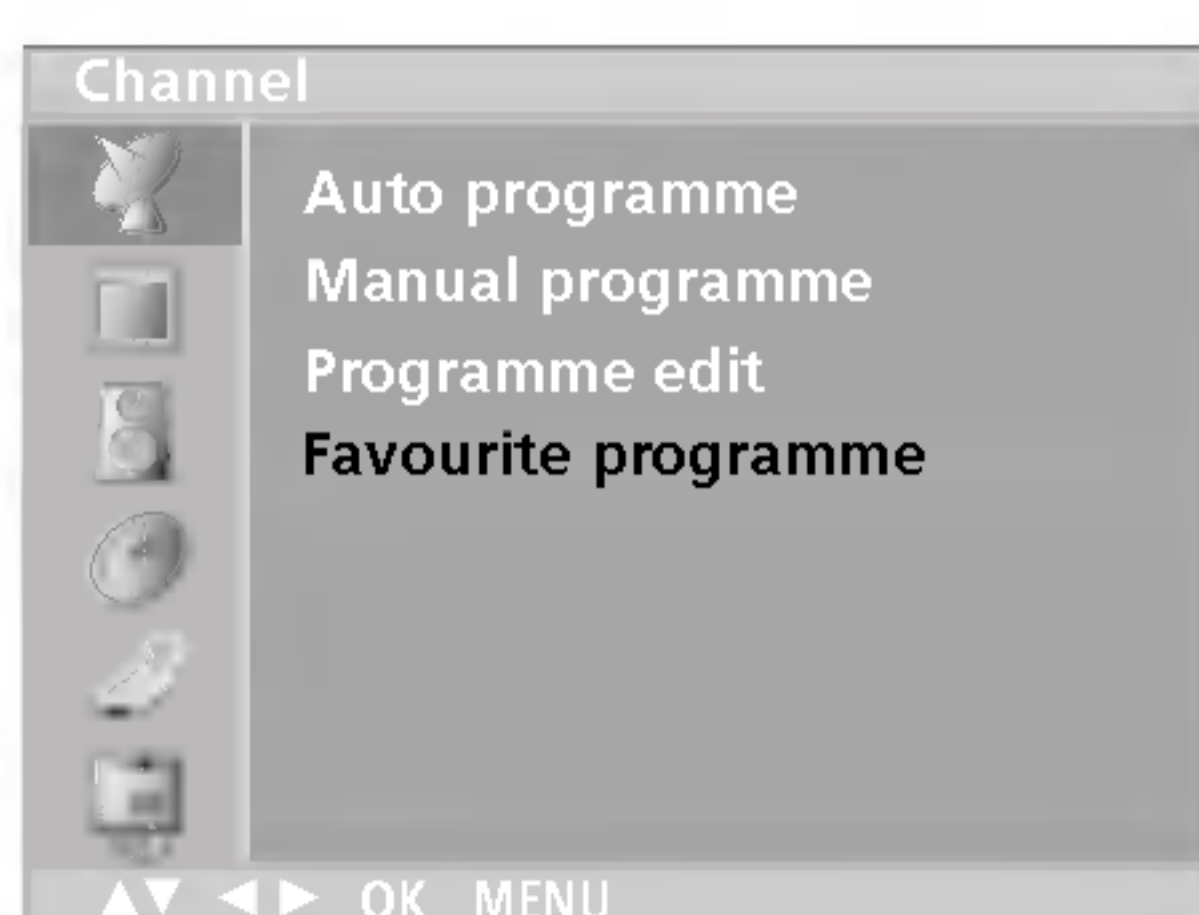 Channel
Auto programme
Manual programme
Programme edit
Favourite programme
▲▼ ◀ ▶ OK MENU